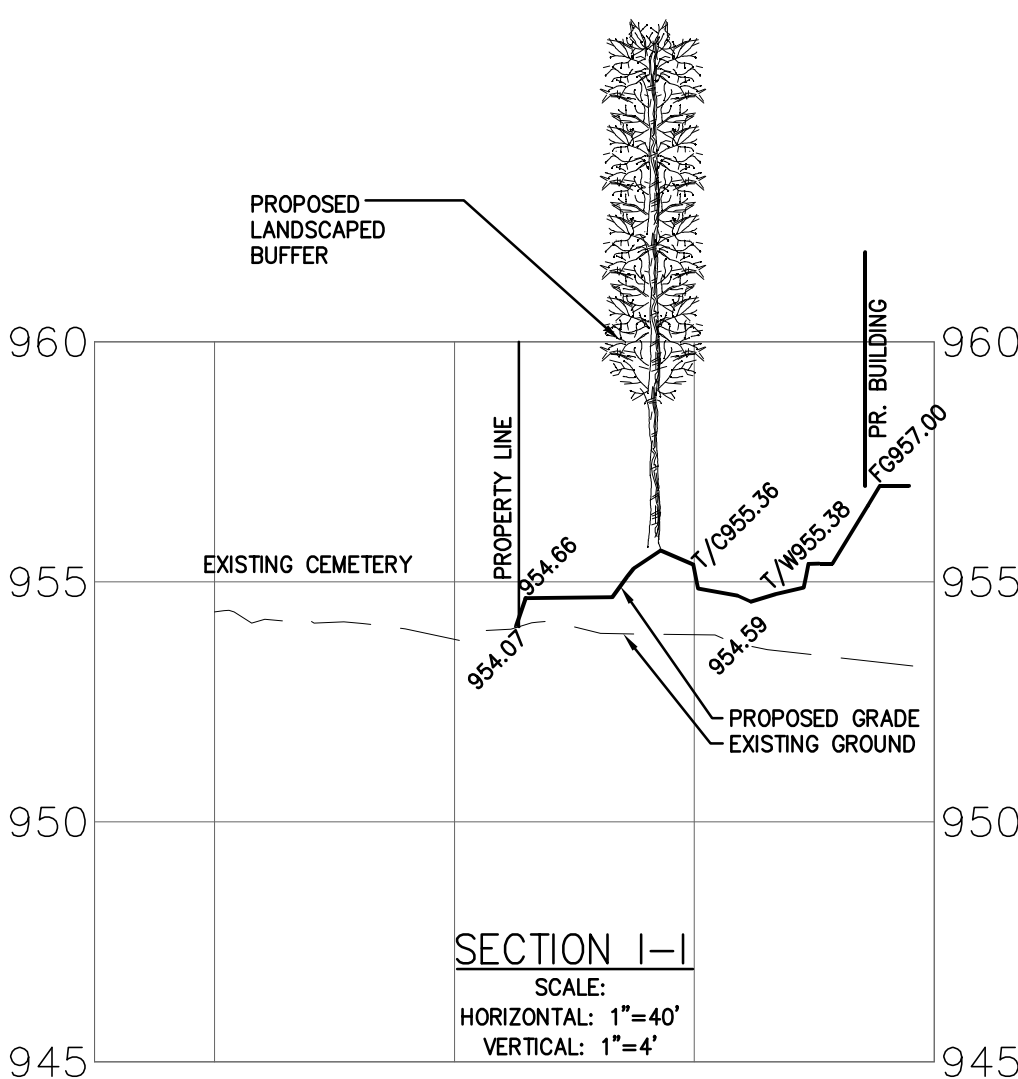 PROPOSED
LANDSCAPED
BUFFER
960
960
PR. BUILDING
FG957.00
PROPERTY LINE
T/C955.36
T/W955.38
954.66
EXISTING CEMETERY
955
955
954.07
954.59
PROPOSED GRADE
EXISTING GROUND
950
950
SECTION 1-1
SCALE:
HORIZONTAL: 1"=40'
VERTICAL: 1"=4'
945
945